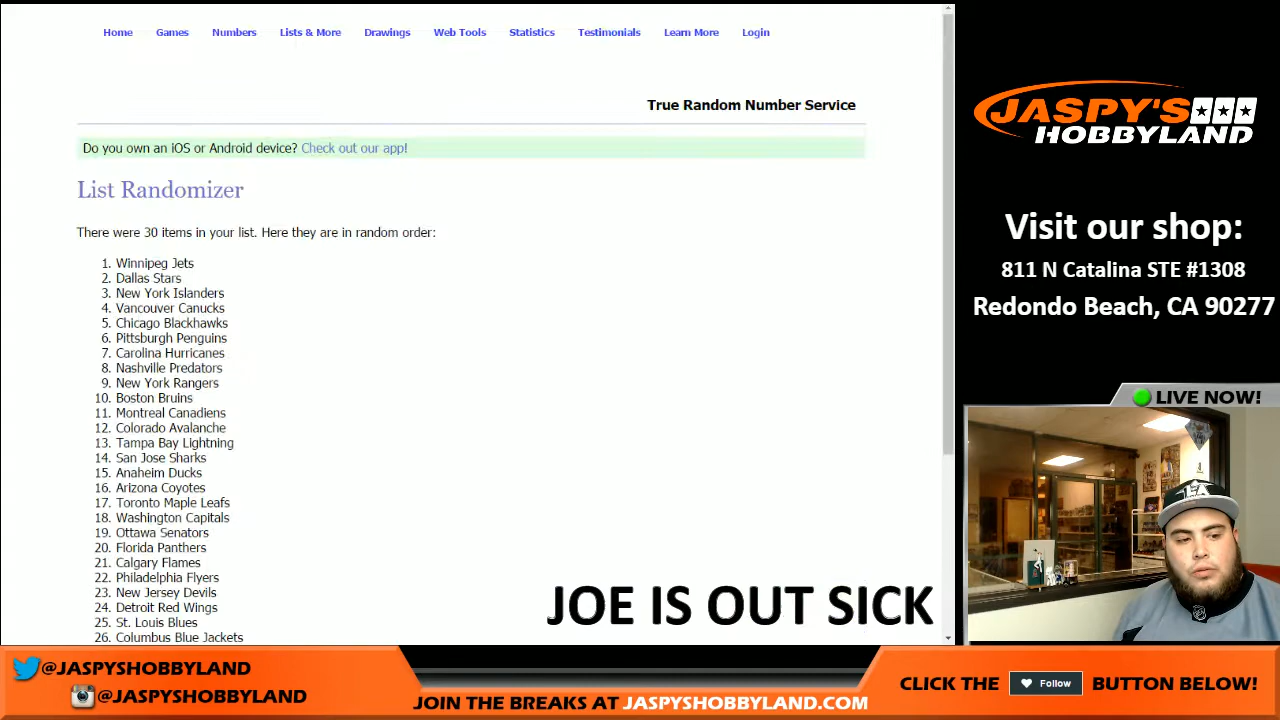 Home Games Numbers Lists & More Drawings Web Tools Statistics Testimonials Learn More Login
True Random Number Service
Do you own an iOS or Android device? Check out our app!
List Randomizer
There were 30 items in your list. Here they are in random order:
1. Winnipeg Jets
2. Dallas Stars
3. New York Islanders
4. Vancouver Canucks
5. Chicago Blackhawks
6. Pittsburgh Penguins
7. Carolina Hurricanes
8. Nashville Predators
9. New York Rangers
10. Boston Bruins
11. Montreal Canadiens
12. Colorado Avalanche
13. Tampa Bay Lightning
14. San Jose Sharks
15. Anaheim Ducks
16. Arizona Coyotes
17. Toronto Maple Leafs
18. Washington Capitals
19. Ottawa Senators
20. Florida Panthers
21. Calgary Flames
22. Philadelphia Flyers
23. New Jersey Devils
24. Detroit Red Wings
25. St. Louis Blues
26. Columbus Blue Jackets
JOE IS OUT SICK
JASPY'S
HOBBYLAND
Visit our shop:
811 N Catalina STE #1308
Redondo Beach, CA 90277
LIVE NOW!
@JASPYSHOBBYLAND
@JASPYSHOBBYLAND
JOIN THE BREAKS AT JASPYSHOBBYLAND.COM
CLICK THE Follow BUTTON BELOW!